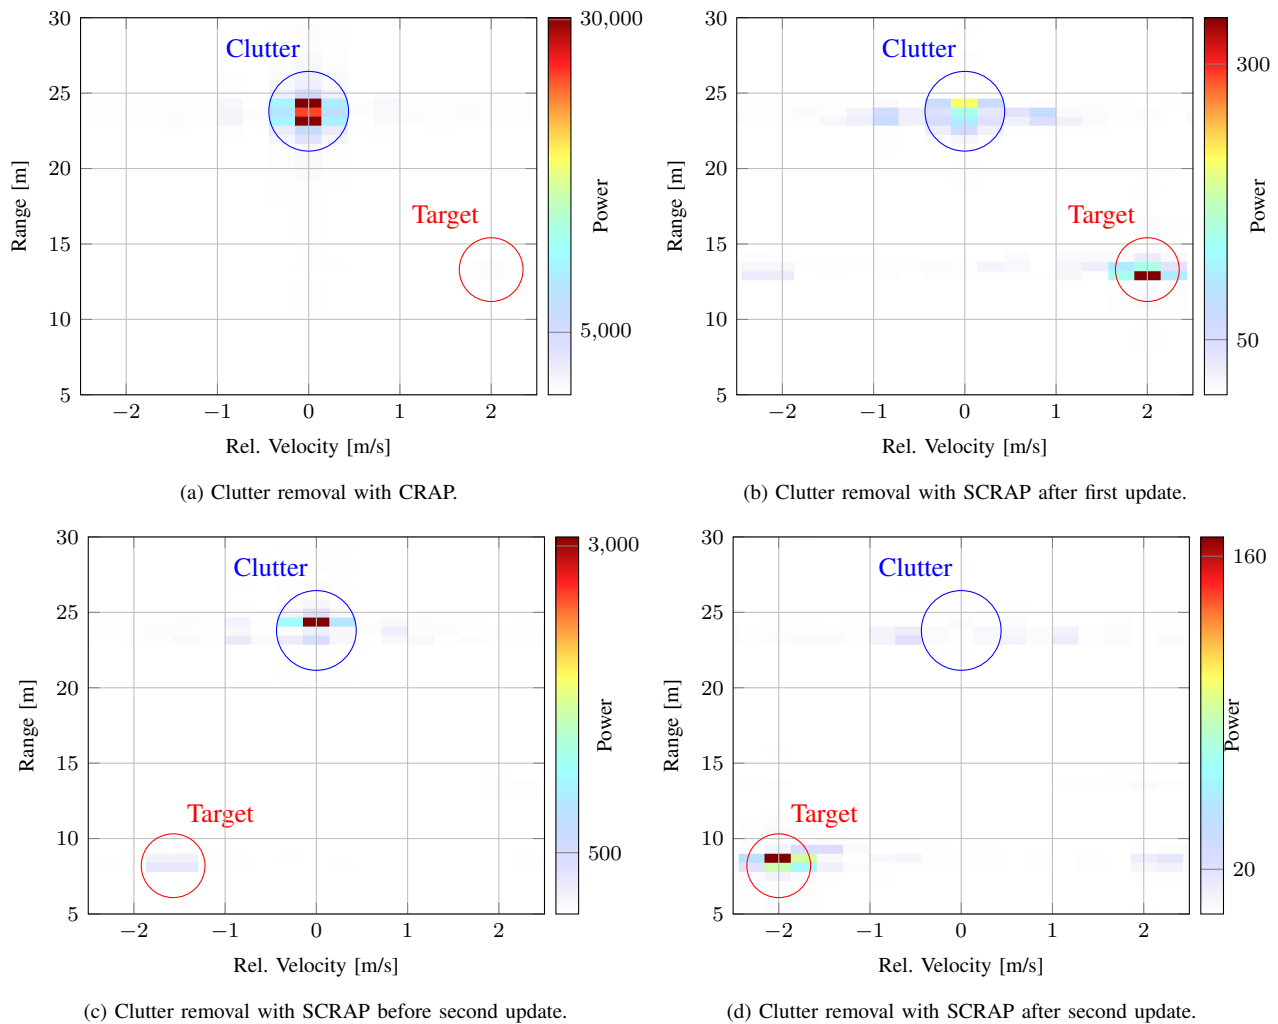 30
25
20
15
10
5
Range [m]
Clutter
Target
−2
−1
0
1
2
Rel. Velocity [m/s]
30,000
5,000
Power
(a) Clutter removal with CRAP.
30
25
20
15
10
5
Range [m]
Clutter
Target
−2
−1
0
1
2
Rel. Velocity [m/s]
300
50
Power
(b) Clutter removal with SCRAP after first update.
30
25
20
15
10
5
Range [m]
Clutter
Target
−2
−1
0
1
2
Rel. Velocity [m/s]
3,000
500
Power
(c) Clutter removal with SCRAP before second update.
30
25
20
15
10
5
Range [m]
Clutter
Target
−2
−1
0
1
2
Rel. Velocity [m/s]
160
20
Power
(d) Clutter removal with SCRAP after second update.